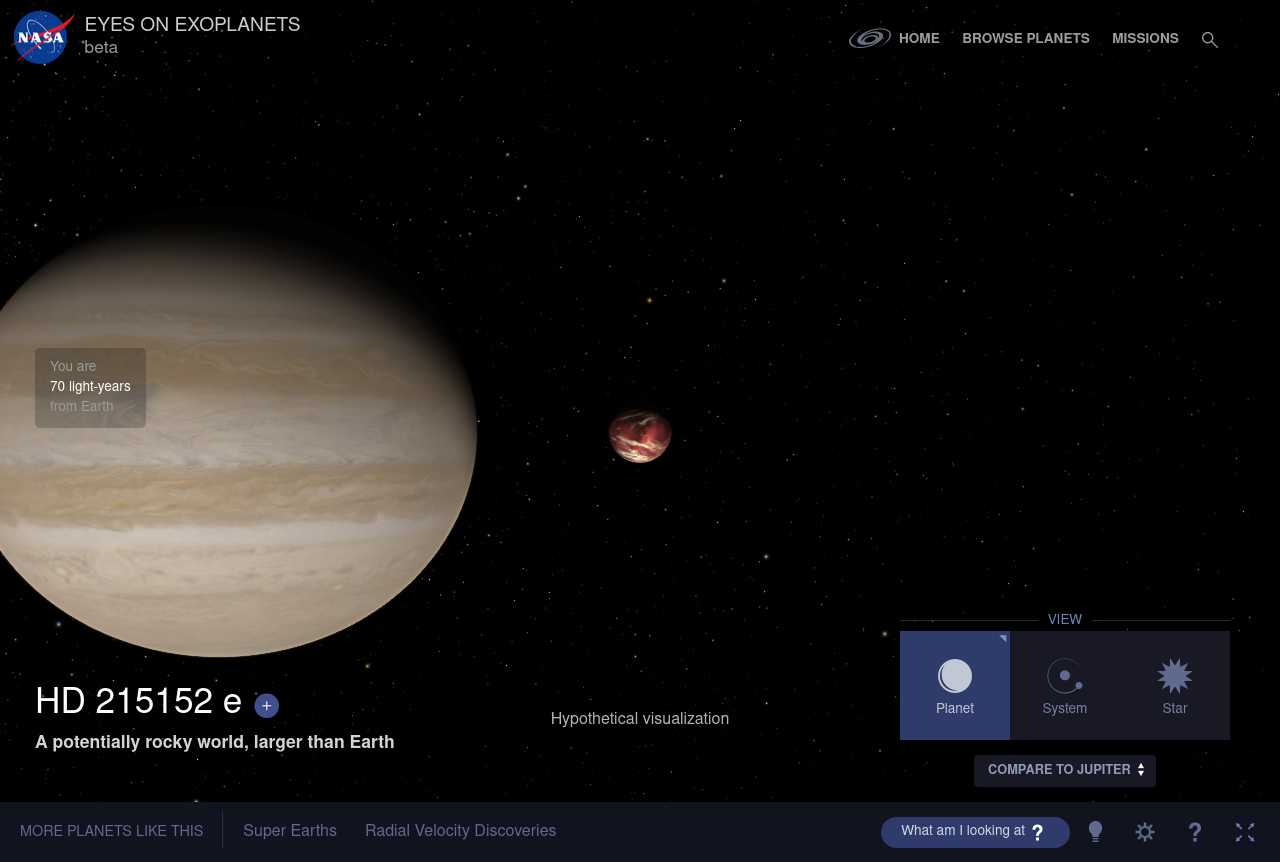 NASA
EYES ON EXOPLANETS
beta
HOME
BROWSE PLANETS
MISSIONS
You are
70 light-years
from Earth
VIEW
Planet
System
Star
HD 215152 e +
A potentially rocky world, larger than Earth
Hypothetical visualization
COMPARE TO JUPITER
MORE PLANETS LIKE THIS
Super Earths
Radial Velocity Discoveries
What am I looking at ?
?